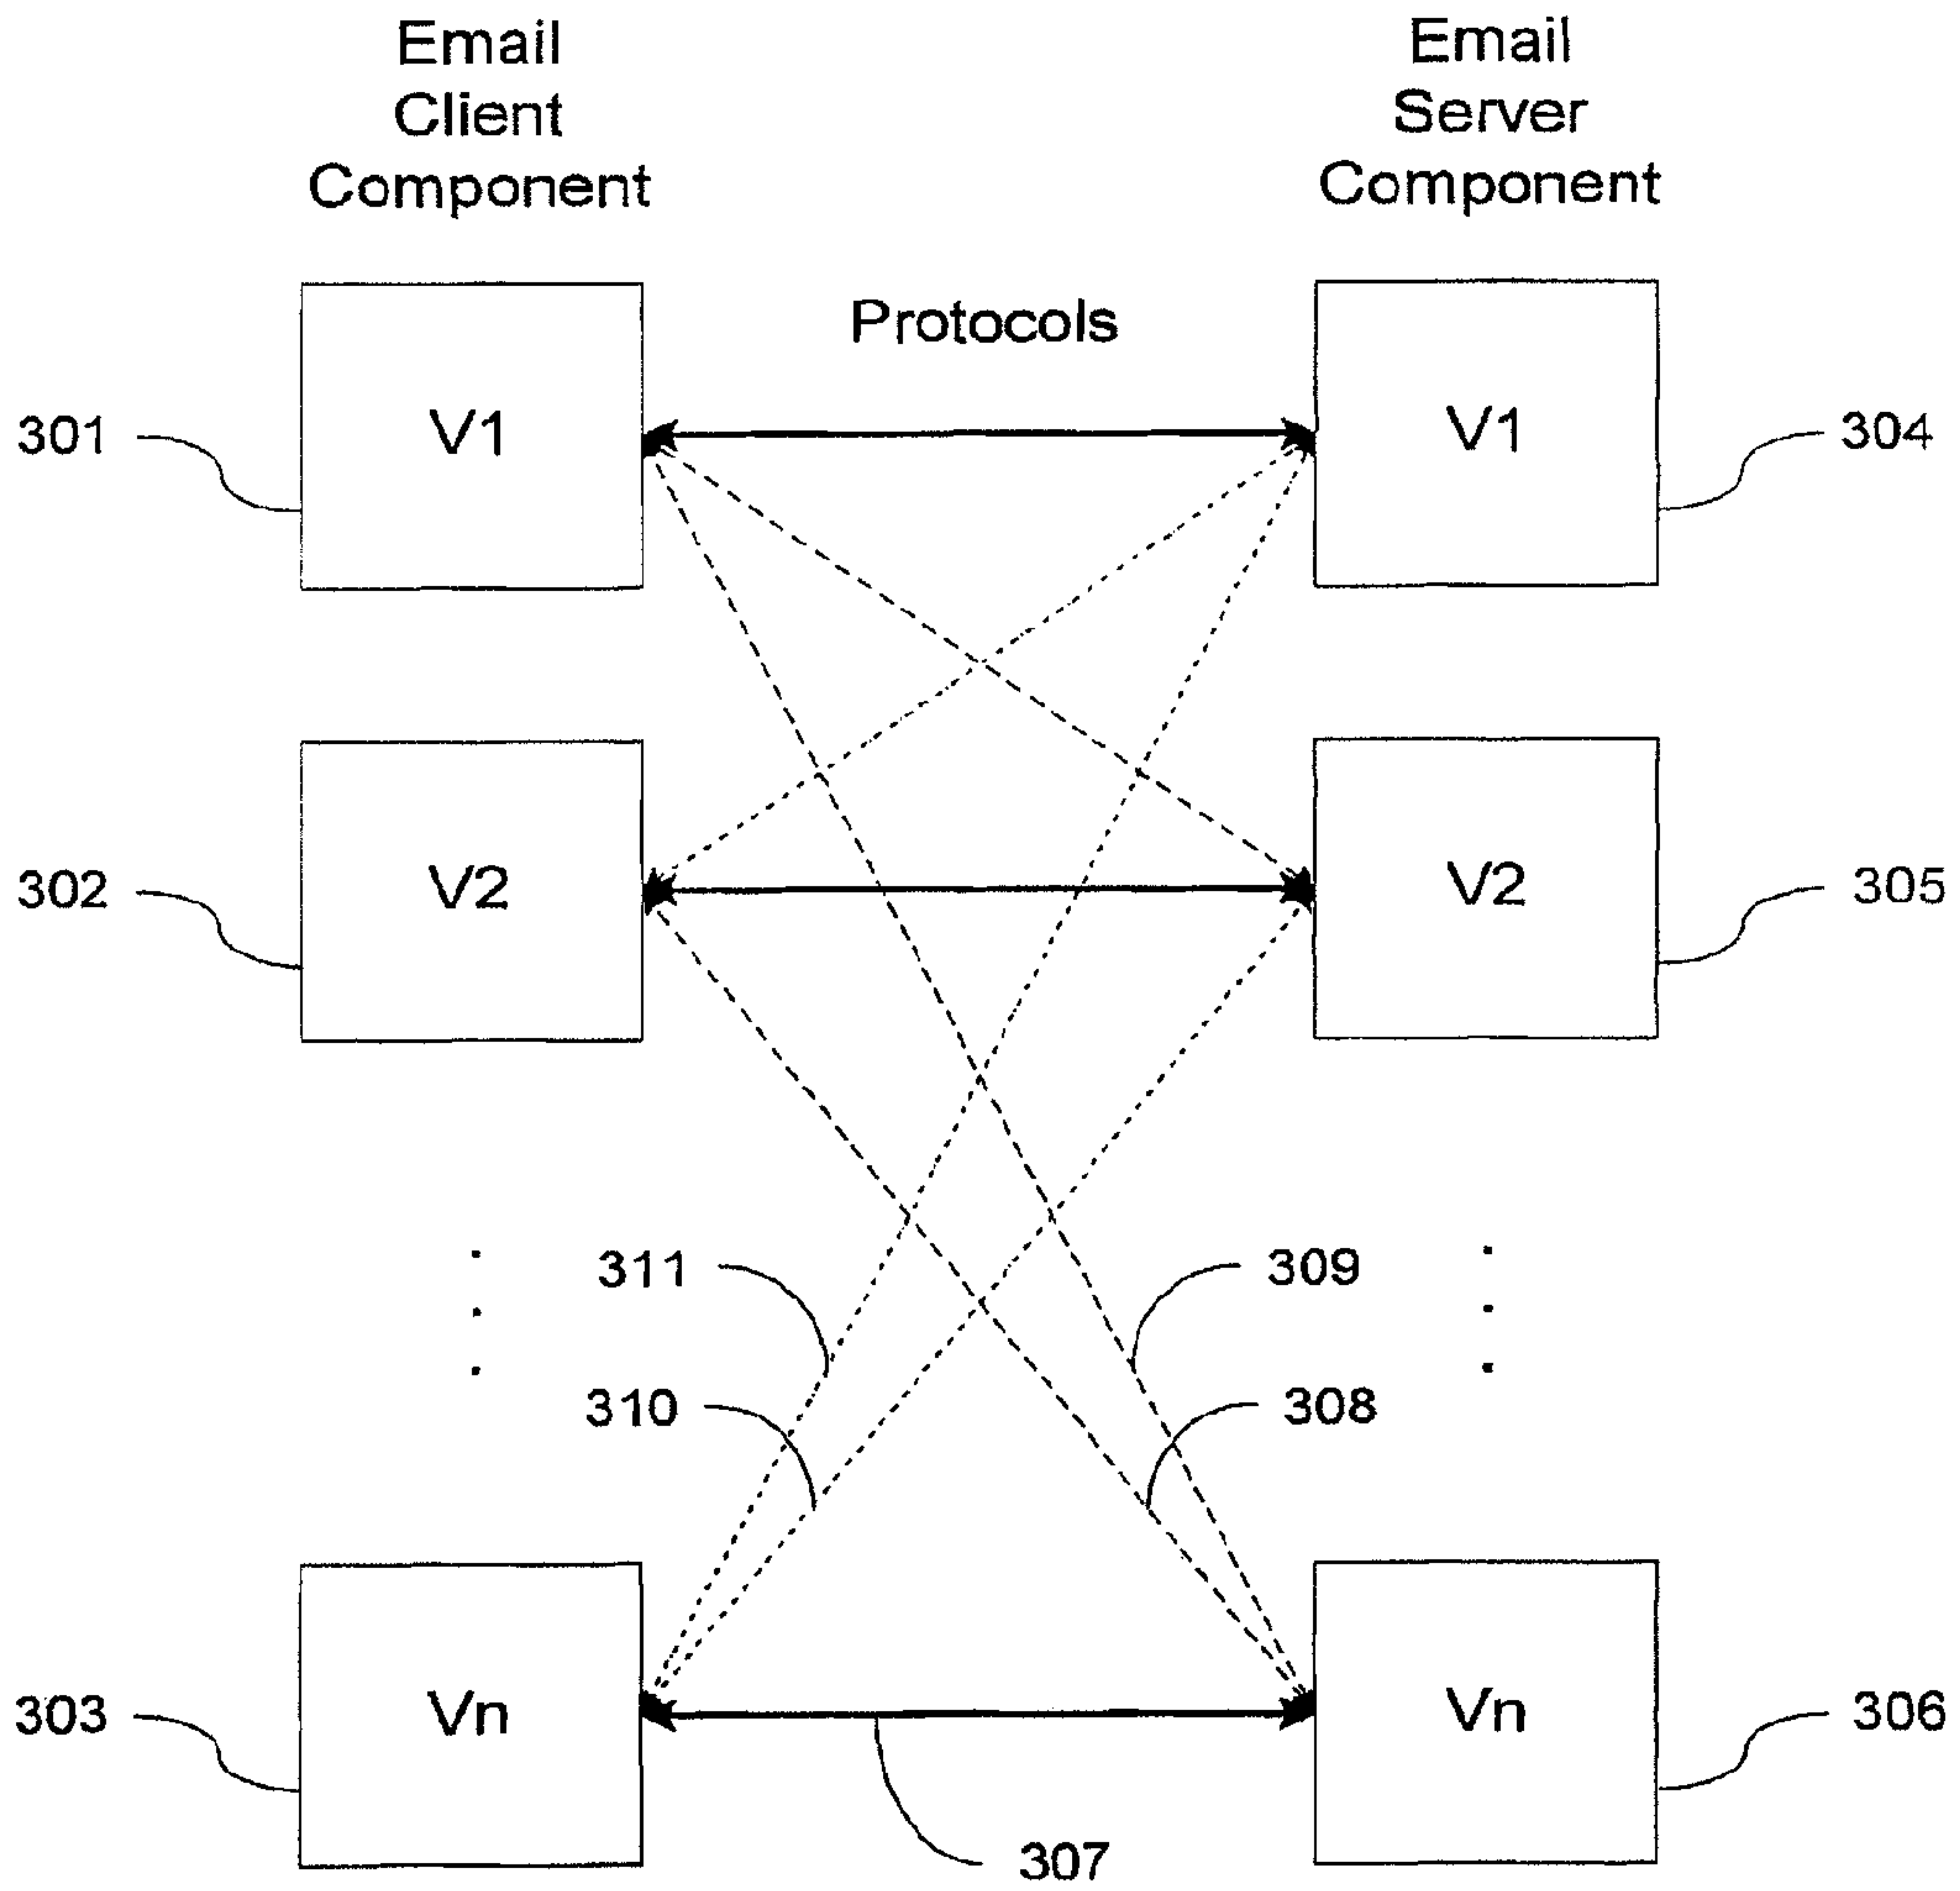 Email
Client
Component
Email
Server
Component
Protocols
301
V1
V1
304
302
V2
V2
305
311
309
310
308
303
Vn
Vn
306
307